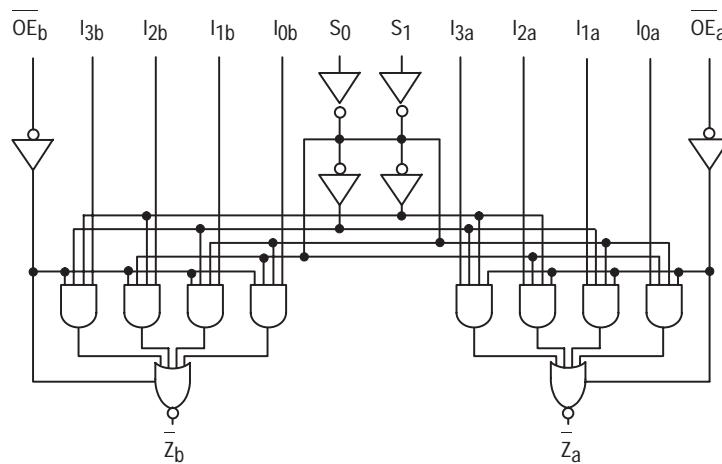 OE̅b I3b I2b I1b I0b S0 S1 I3a I2a I1a I0a OE̅a
Z̅b Z̅a